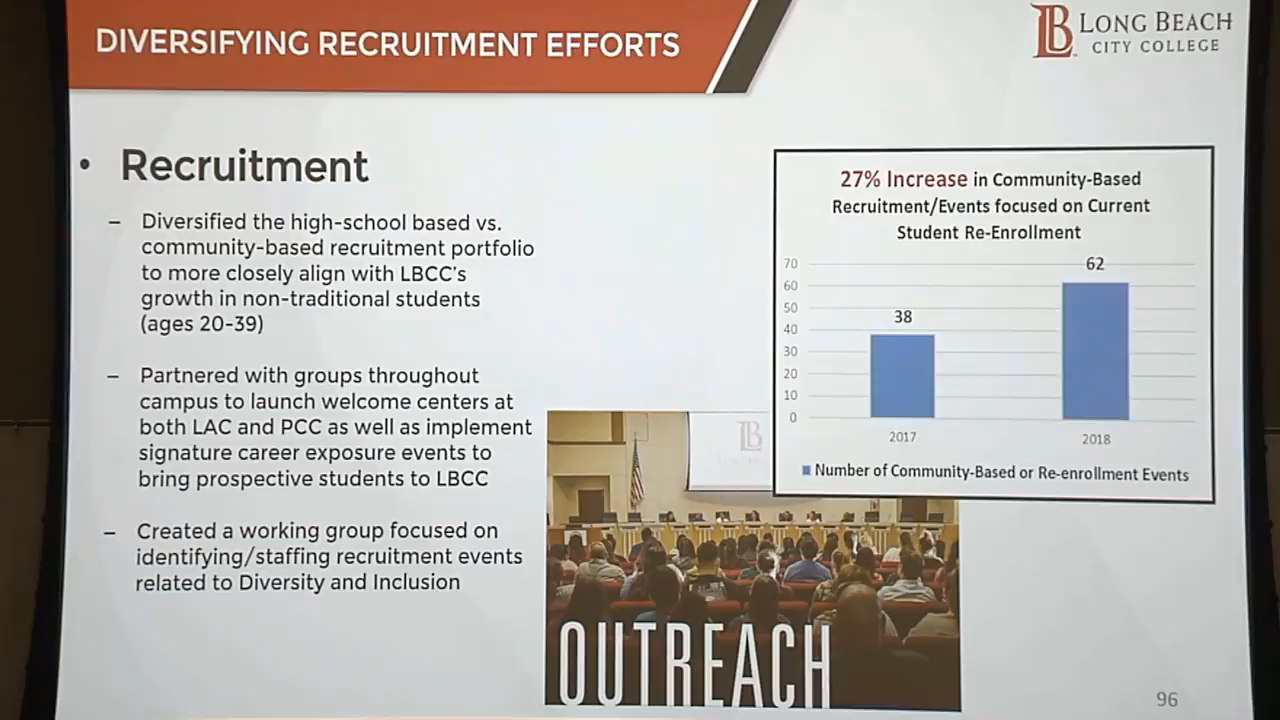 DIVERSIFYING RECRUITMENT EFFORTS
LB LONG BEACH
CITY COLLEGE
• Recruitment
– Diversified the high-school based vs.
community-based recruitment portfolio
to more closely align with LBCC's
growth in non-traditional students
(ages 20-39)
– Partnered with groups throughout
campus to launch welcome centers at
both LAC and PCC as well as implement
signature career exposure events to
bring prospective students to LBCC
– Created a working group focused on
identifying/staffing recruitment events
related to Diversity and Inclusion
27% Increase in Community-Based
Recruitment/Events focused on Current
Student Re-Enrollment
70
60
50
40
30
20
10
0
38
62
2017
2018
Number of Community-Based or Re-enrollment Events
LB
OUTREACH
96